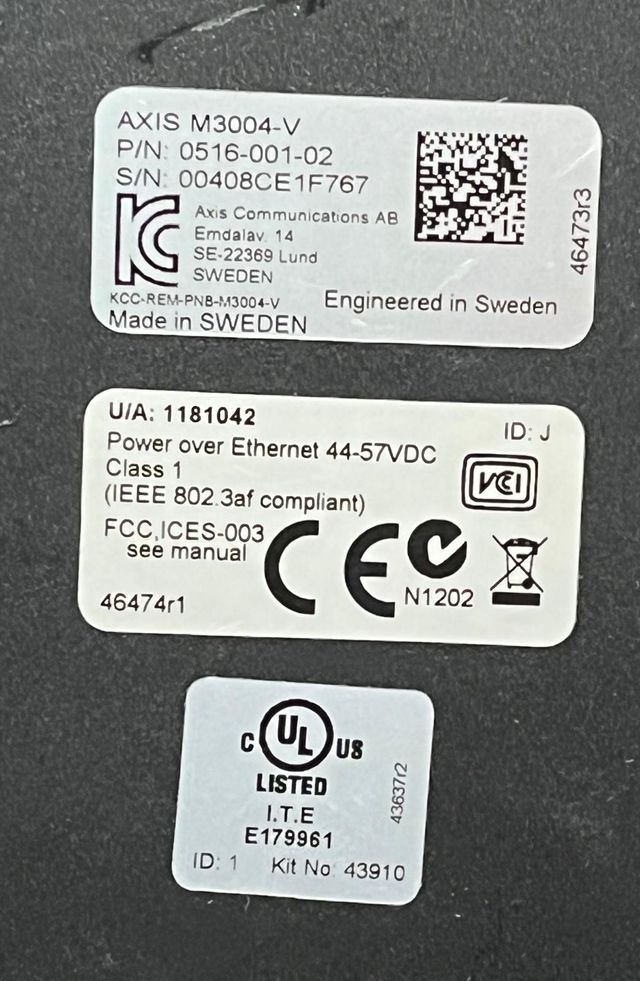 AXIS M3004-V
P/N: 0516-001-02
S/N: 00408CE1F767
Axis Communications AB
Emdalav. 14
SE-22369 Lund
SWEDEN
KCC-REM-PNB-M3004-V
Made in SWEDEN
Engineered in Sweden
46473r3
U/A: 1181042
ID: J
Power over Ethernet 44-57VDC
Class 1
(IEEE 802.3af compliant)
VCCI
FCC,ICES-003
see manual
CE
N1202
46474r1
C UL US
LISTED
I.T.E
E179961
43637r2
ID: 1 Kit No 43910